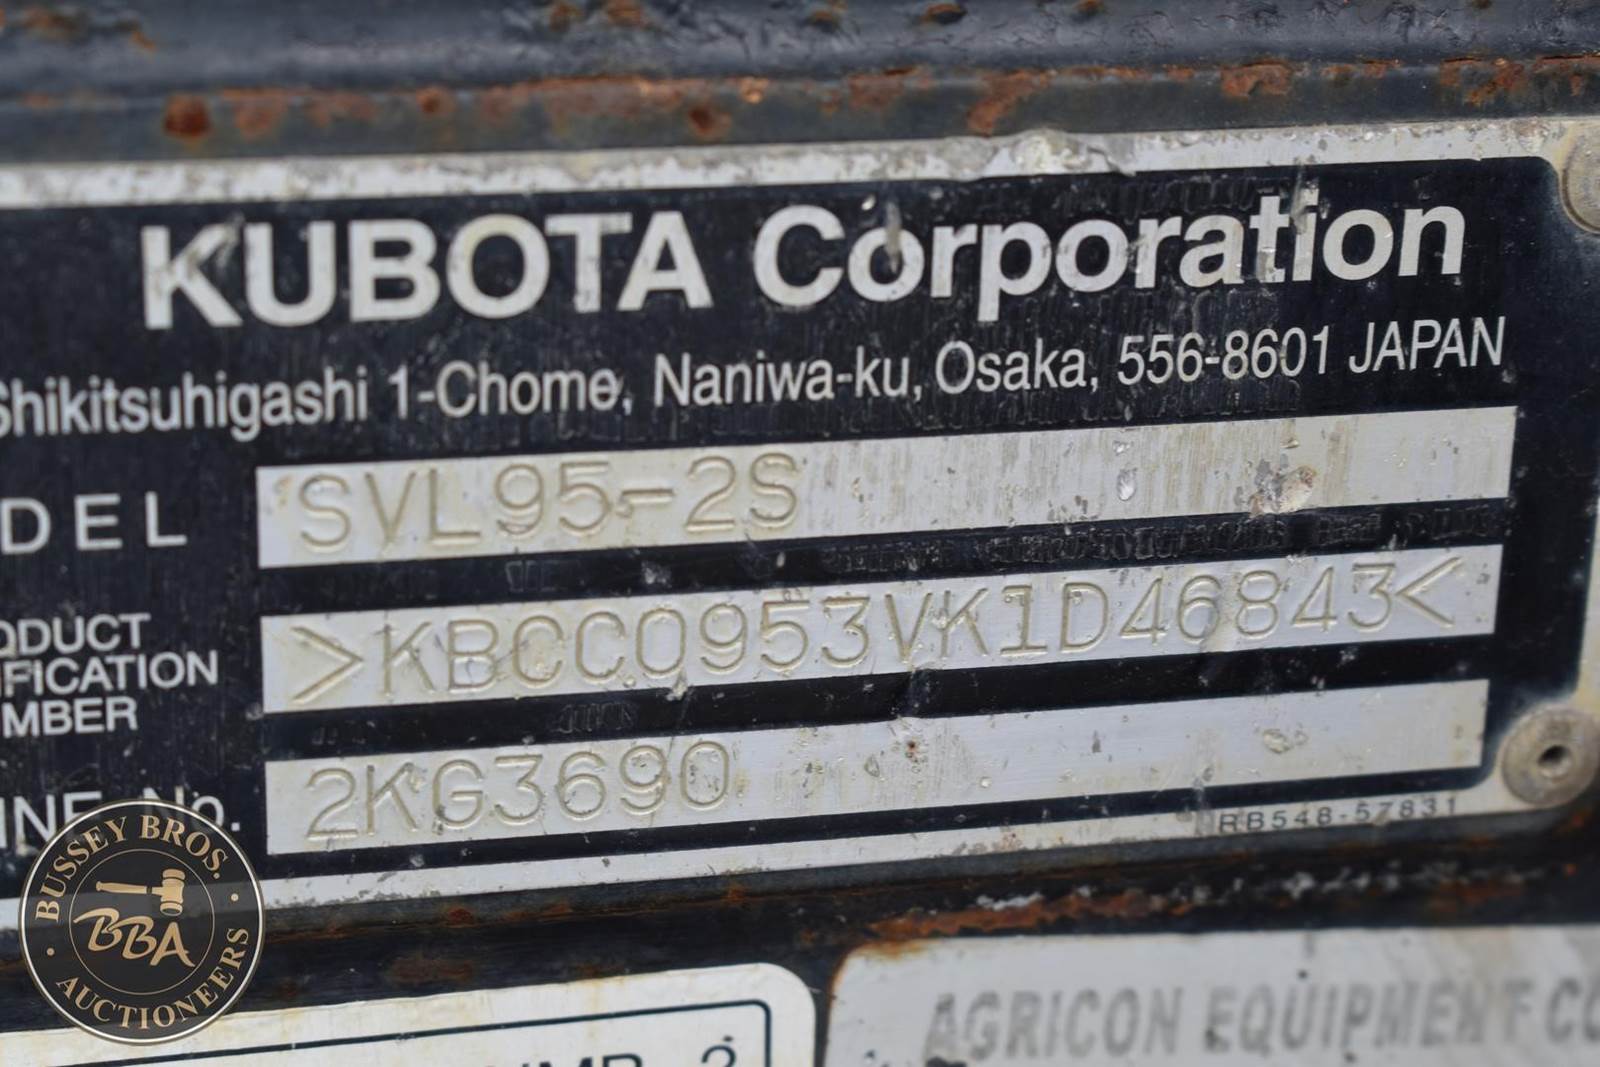 KUBOTA Corporation
Shikitsuhigashi 1-Chome, Naniwa-ku, Osaka, 556-8601 JAPAN
DEL SVL95-2S
ODUCT
IFICATION
MBER
>KBCC0953VK1D46843<
INE No. 2KG3690
RB548-57831
BUSSEY BROS.
BBA
AUCTIONEERS
AGRICON EQUIPMENT CO